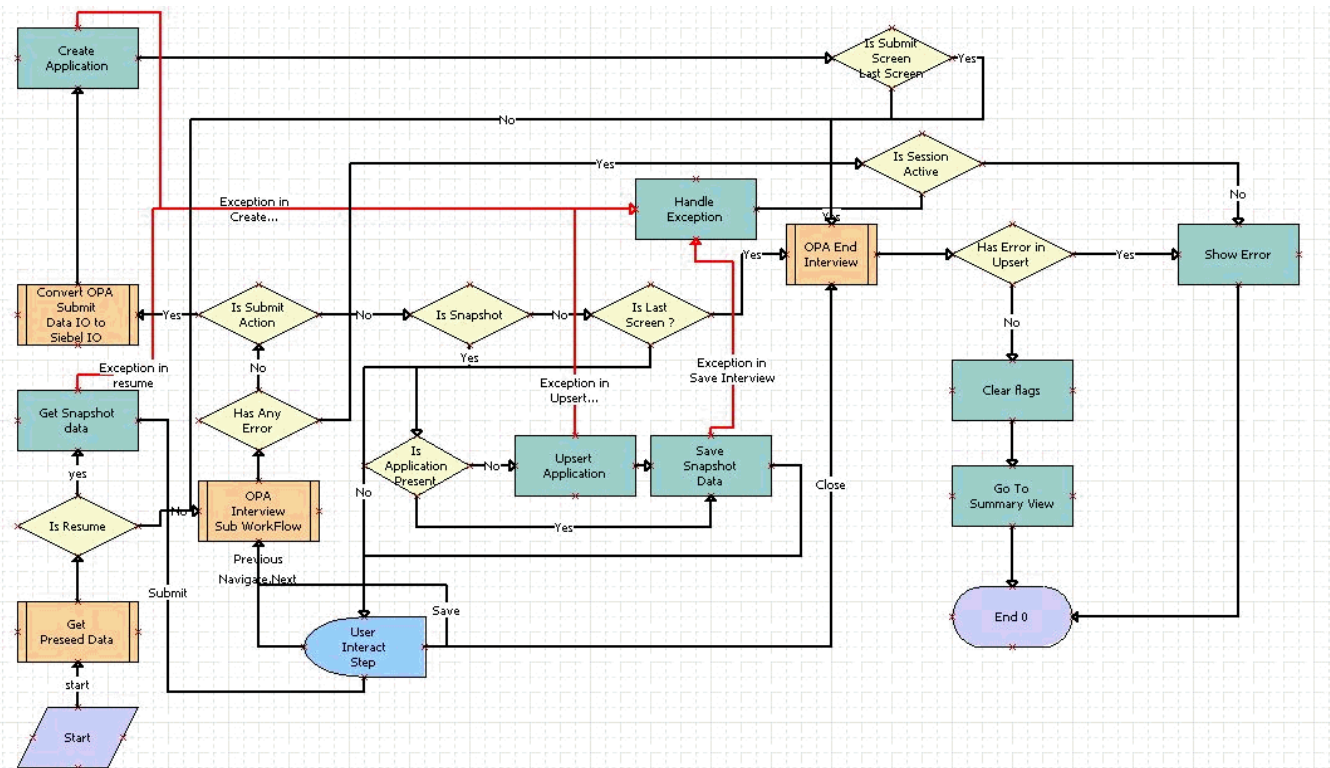 Create
Application
Is Submit
Screen
Last Screen
Yes
No
Yes
Is Session
Active
No
Exception in
Create...
Handle
Exception
Yes
OPA End
Interview
Has Error in
Upsert
Yes
Show Error
Yes
Convert OPA
Submit
Data IO to
Siebel IO
Yes
Is Submit
Action
No
Is Snapshot
No
Is Last
Screen ?
No
Yes
Exception in
resume
No
Exception in
Upsert...
Exception in
Save Interview
Clear flags
Get Snapshot
data
Has Any
Error
Is
Application
Present
No
Upsert
Application
Save
Snapshot
Data
yes
No
Close
Go To
Summary View
Is Resume
No
OPA
Interview
Sub WorkFlow
Yes
Previous
Navigate,Next
Submit
Save
Get
Preseed Data
User
Interact
Step
End 0
start
Start